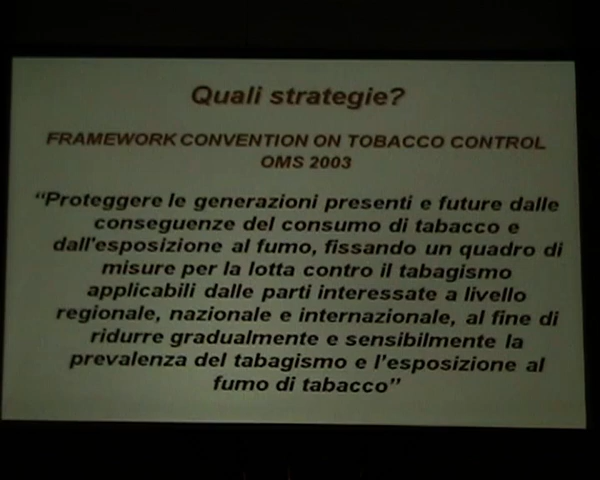 Quali strategie?
FRAMEWORK CONVENTION ON TOBACCO CONTROL
OMS 2003
“Proteggere le generazioni presenti e future dalle
conseguenze del consumo di tabacco e
dall'esposizione al fumo, fissando un quadro di
misure per la lotta contro il tabagismo
applicabili dalle parti interessate a livello
regionale, nazionale e internazionale, al fine di
ridurre gradualmente e sensibilmente la
prevalenza del tabagismo e l'esposizione al
fumo di tabacco”